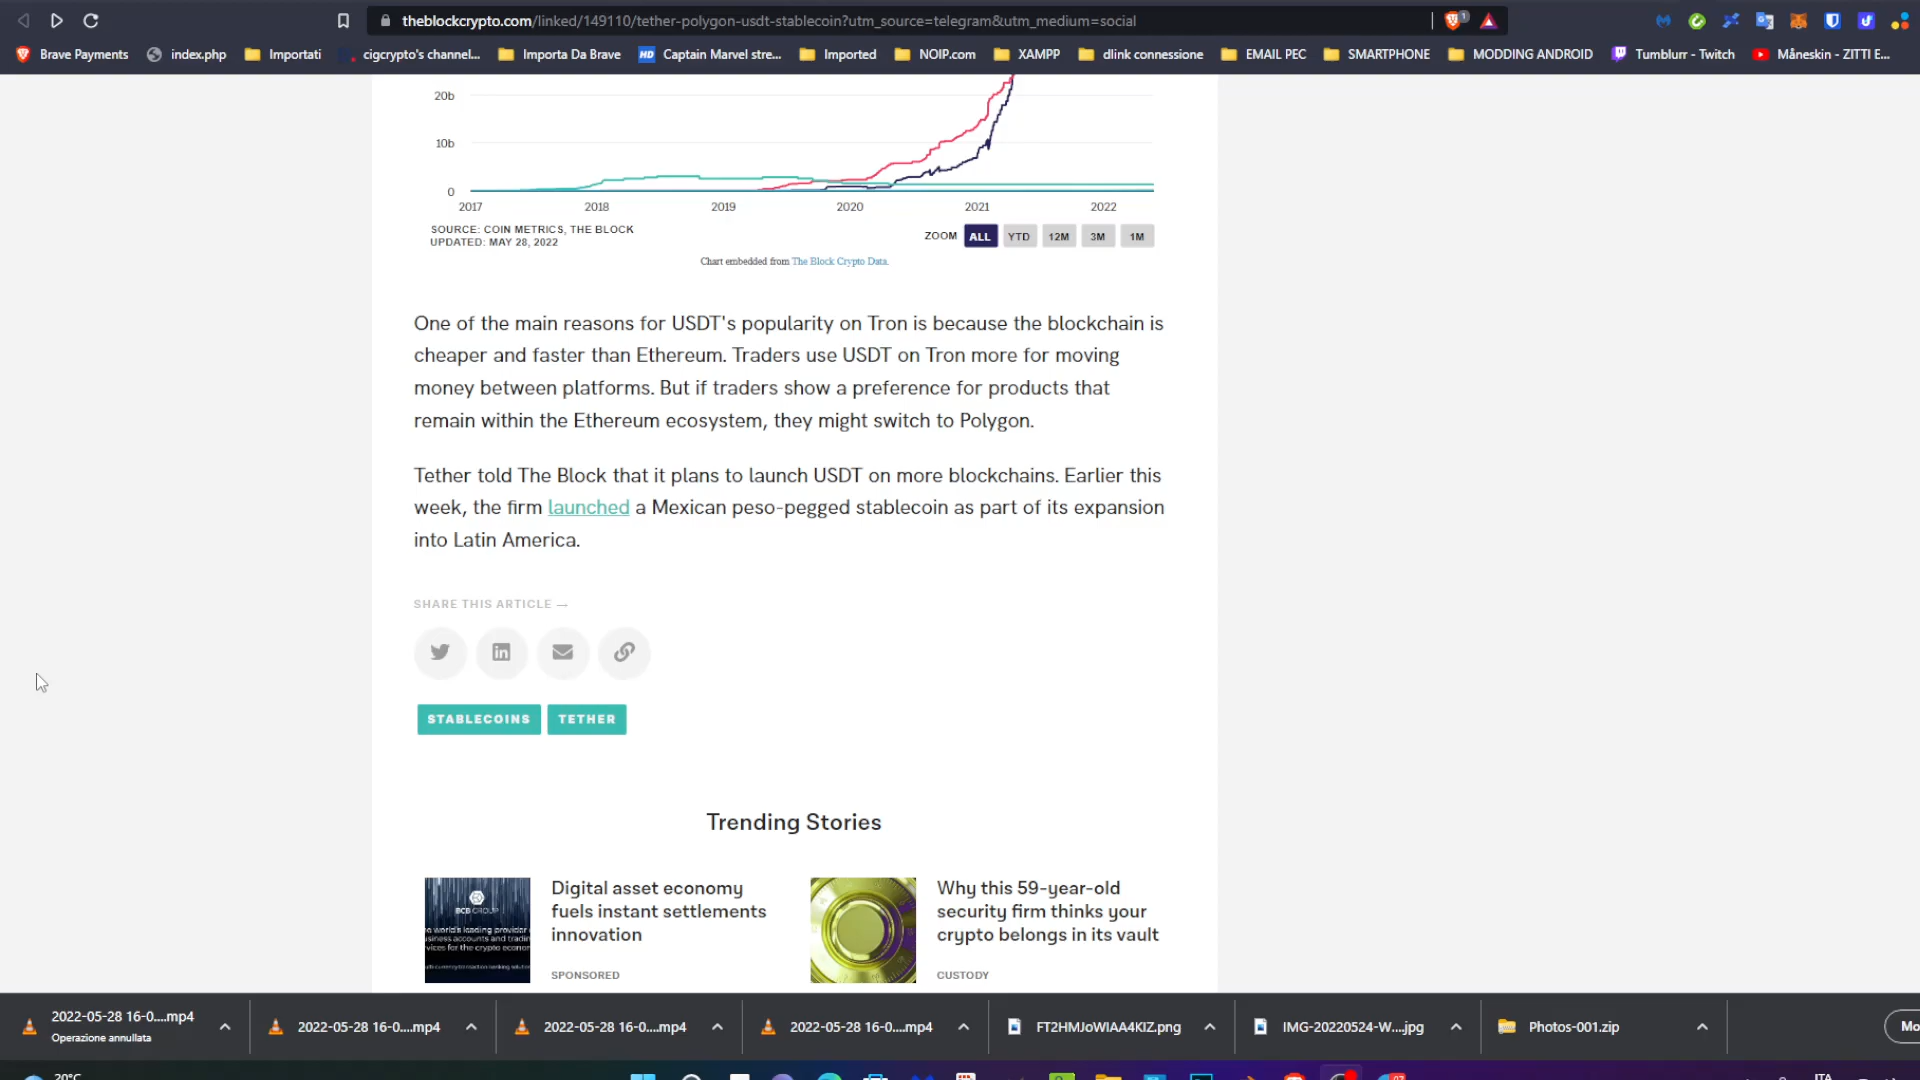 theblockcrypto.com/linked/149110/tether-polygon-usdt-stablecoin?utm_source=telegram&utm_medium=social
1
Brave Payments
index.php
Importati
cigcrypto's channel...
Importa Da Brave
HD
Captain Marvel stre...
Imported
NOIP.com
XAMPP
dlink connessione
EMAIL PEC
SMARTPHONE
MODDING ANDROID
Tumblurr - Twitch
Måneskin - ZITTI E...
20b
10b
0
2017 2018 2019 2020 2021 2022
SOURCE: COIN METRICS, THE BLOCK
UPDATED: MAY 28, 2022
ZOOM ALL YTD 12M 3M 1M
Chart embedded from The Block Crypto Data.
One of the main reasons for USDT's popularity on Tron is because the blockchain is
cheaper and faster than Ethereum. Traders use USDT on Tron more for moving
money between platforms. But if traders show a preference for products that
remain within the Ethereum ecosystem, they might switch to Polygon.
Tether told The Block that it plans to launch USDT on more blockchains. Earlier this
week, the firm launched a Mexican peso-pegged stablecoin as part of its expansion
into Latin America.
SHARE THIS ARTICLE —
STABLECOINS
TETHER
Trending Stories
BCB GROUP
Digital asset economy
fuels instant settlements
innovation
SPONSORED
Why this 59-year-old
security firm thinks your
crypto belongs in its vault
CUSTODY
2022-05-28 16-0....mp4
Operazione annullata
2022-05-28 16-0....mp4
2022-05-28 16-0....mp4
2022-05-28 16-0....mp4
FT2HMJoWIAA4KIZ.png
IMG-20220524-W....jpg
Photos-001.zip
Mo
20°C
ITA